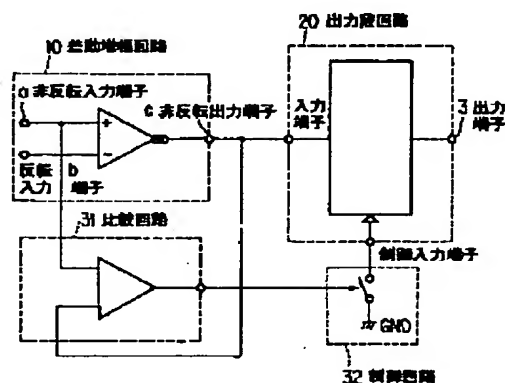 10 差動増幅回路
a 非反転入力端子
+
-
反転
入力
b
端子
c 非反転出力端子
20 出力段回路
入力
端子
3 出力
端子
31 比較回路
制御入力端子
GND
32 制御回路